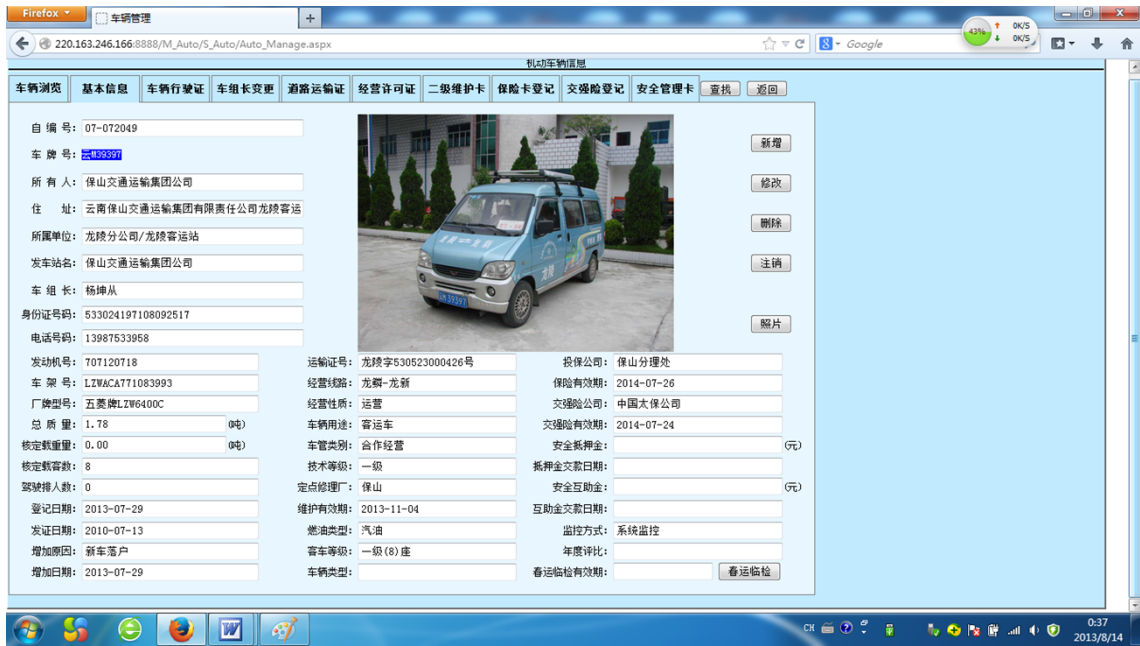 Firefox
车辆管理
220.163.246.166:8888/M_Auto/S_Auto/Auto_Manage.aspx
Google
43%
0K/S
0K/S
机动车辆信息
车辆浏览 基本信息 车辆行驶证 车组长变更 道路运输证 经营许可证 二级维护卡 保险卡登记 交强险登记 安全管理卡 查找 返回
自编号: 07-072049
车牌号: 云M39397
所有人: 保山交通运输集团公司
住 址: 云南保山交通运输集团有限责任公司龙陵客运
所属单位: 龙陵分公司/龙陵客运站
发车站名: 保山交通运输集团公司
车组长: 杨坤从
身份证号码: 533024197108092517
电话号码: 13987533958
新增
修改
删除
注销
照片
龙陵
云M39397
发动机号: 707120718 运输证号: 龙陵字530523000426号 投保公司: 保山分理处
车架号: LZWACA771083993 经营线路: 龙麟-龙新 保险有效期: 2014-07-26
厂牌型号: 五菱牌LZW6400C 经营性质: 运营 交强险公司: 中国太保公司
总质量: 1.78 (吨) 车辆用途: 客运车 交强险有效期: 2014-07-24
核定载重量: 0.00 (吨) 车管类别: 合作经营 安全抵押金: (元)
核定载客数: 8 技术等级: 一级 抵押金交款日期:
驾驶排人数: 0 定点修理厂: 保山 安全互助金: (元)
登记日期: 2013-07-29 维护有效期: 2013-11-04 互助金交款日期:
发证日期: 2010-07-13 燃油类型: 汽油 监控方式: 系统监控
增加原因: 新车落户 客车等级: 一级(8)座 年度评比:
增加日期: 2013-07-29 车辆类型: 春运临检有效期: 春运临检
CH
0:37
2013/8/14